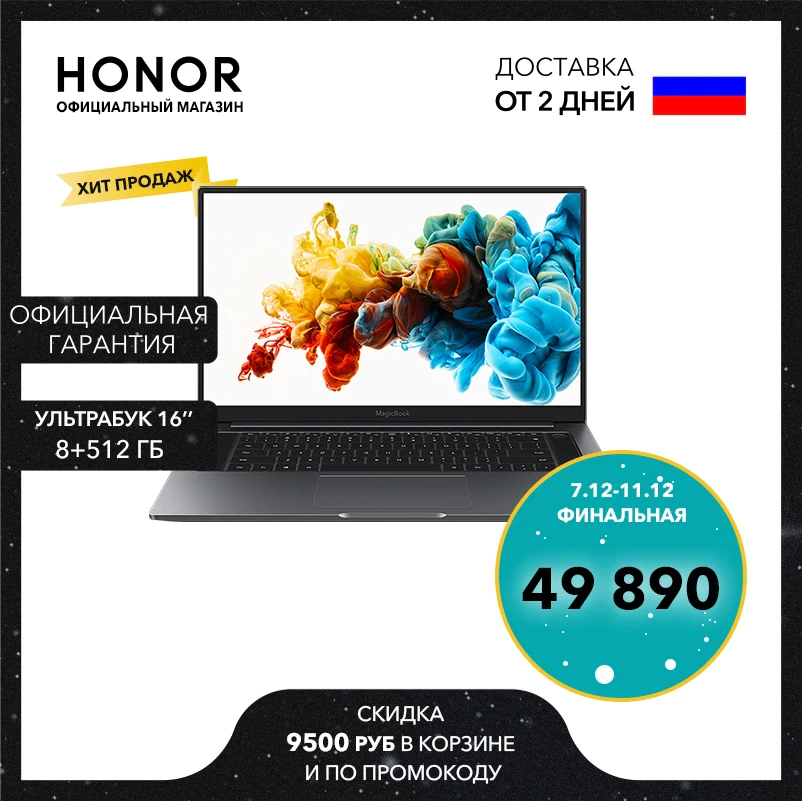 HONOR
ОФИЦИАЛЬНЫЙ МАГАЗИН
ДОСТАВКА
ОТ 2 ДНЕЙ
ХИТ ПРОДАЖ
ОФИЦИАЛЬНАЯ
ГАРАНТИЯ
MagicBook
УЛЬТРАБУК 16’’
8+512 ГБ
7.12-11.12
ФИНАЛЬНАЯ
49 890
СКИДКА
9500 РУБ В КОРЗИНЕ
И ПО ПРОМОКОДУ